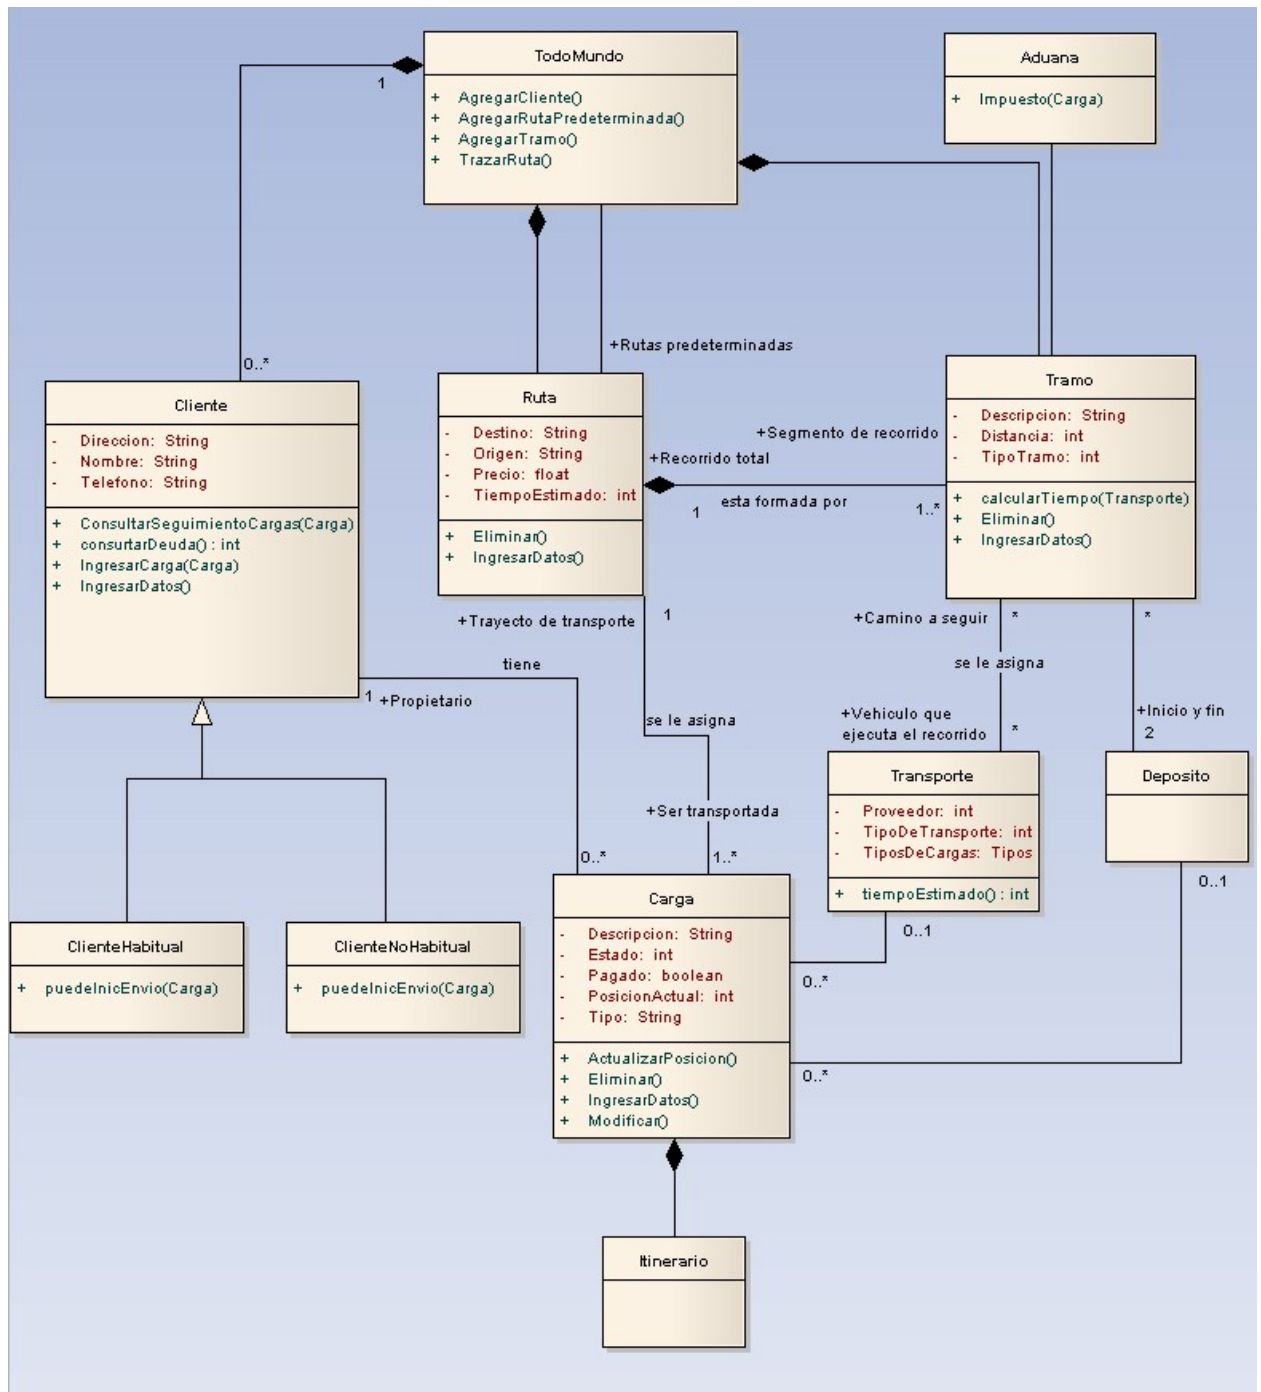 TodoMundo
+ AgregarCliente()
+ AgregarRutaPredeterminada()
+ AgregarTramo()
+ TrazarRuta()
Aduana
+ Impuesto(Carga)
1
0..*
+Rutas predeterminadas
Cliente
- Direccion: String
- Nombre: String
- Telefono: String
+ ConsultarSeguimientoCargas(Carga)
+ consurtarDeuda() : int
+ IngresarCarga(Carga)
+ IngresarDatos()
Ruta
- Destino: String
- Origen: String
- Precio: float
- TiempoEstimado: int
+ Eliminar()
+ IngresarDatos()
+Segmento de recorrido
+Recorrido total
1
esta formada por
1..*
Tramo
- Descripcion: String
- Distancia: int
- TipoTramo: int
+ calcularTiempo(Transporte)
+ Eliminar()
+ IngresarDatos()
+Trayecto de transporte
1
+Camino a seguir
*
*
tiene
se le asigna
1
+Propietario
se le asigna
+Vehiculo que
ejecuta el recorrido
*
+Inicio y fin
2
Transporte
- Proveedor: int
- TipoDeTransporte: int
- TiposDeCargas: Tipos
+ tiempoEstimado() : int
Deposito
+Ser transportada
0..*
1..*
0..1
0..1
Carga
- Descripcion: String
- Estado: int
- Pagado: boolean
- PosicionActual: int
- Tipo: String
+ ActualizarPosicion()
+ Eliminar()
+ IngresarDatos()
+ Modificar()
0..*
0..*
ClienteHabitual
+ puedeInicEnvio(Carga)
ClienteNoHabitual
+ puedeInicEnvio(Carga)
Itinerario